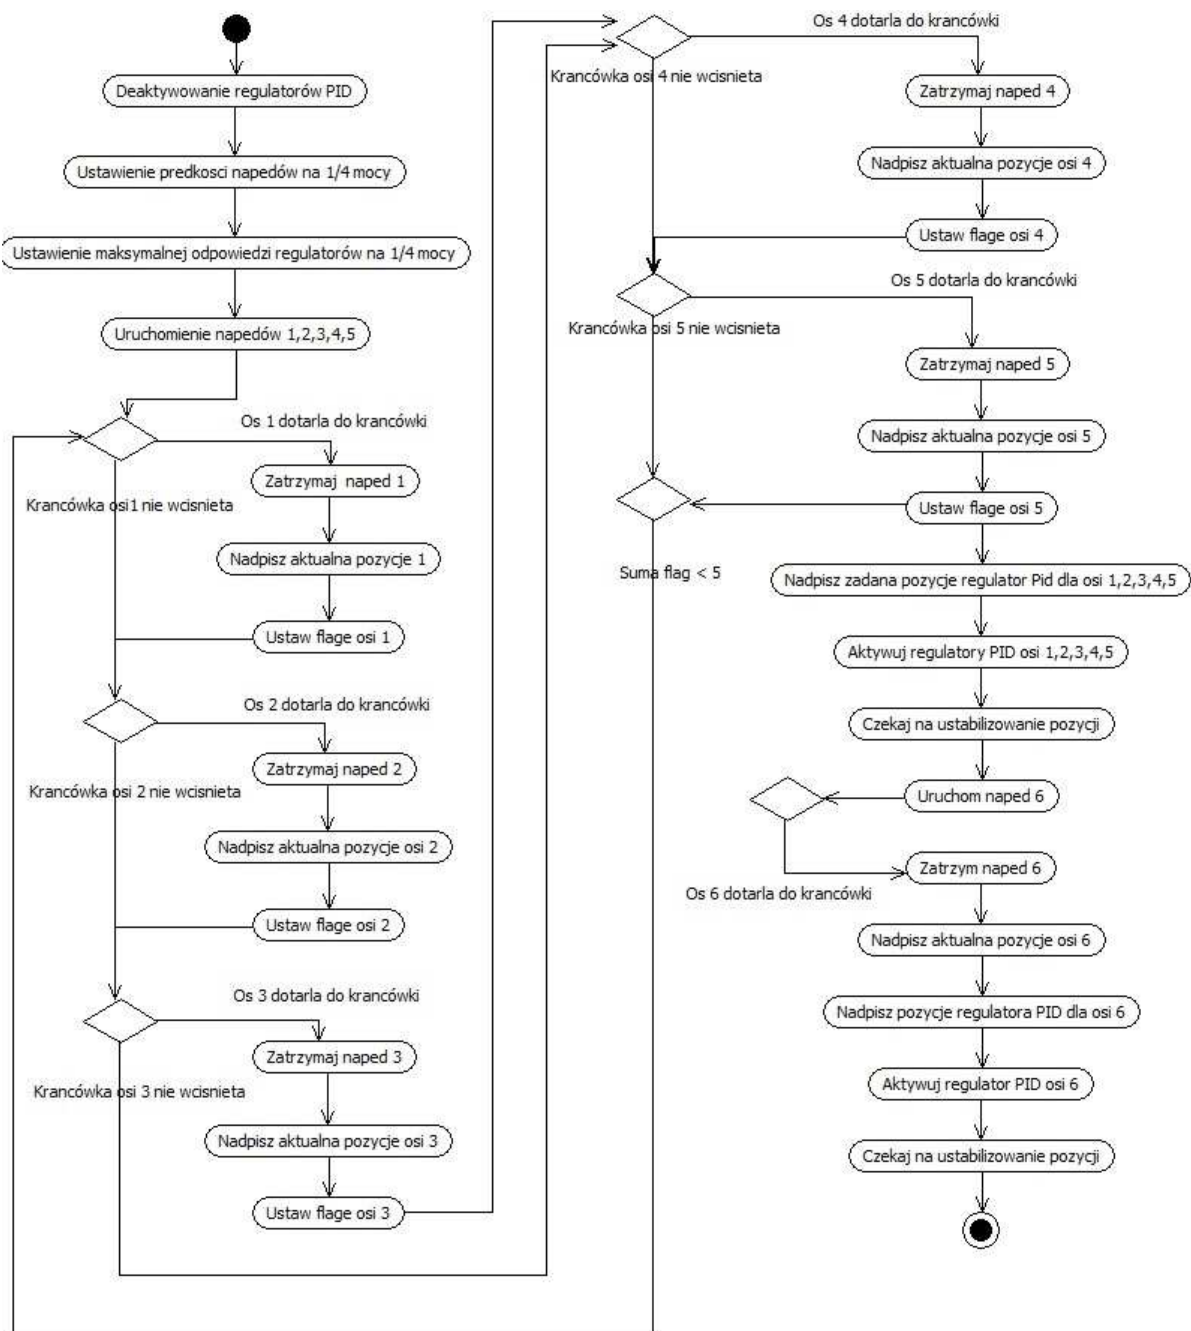 Deaktywowanie regulatorów PID
Ustawienie predkosci napedów na 1/4 mocy
Ustawienie maksymalnej odpowiedzi regulatorów na 1/4 mocy
Uruchomienie napedów 1,2,3,4,5
Os 1 dotarla do krancówki
Zatrzymaj naped 1
Krancówka osi1 nie wcisnieta
Nadpisz aktualna pozycje 1
Ustaw flage osi 1
Os 2 dotarla do krancówki
Zatrzymaj naped 2
Krancówka osi 2 nie wcisnieta
Nadpisz aktualna pozycje osi 2
Ustaw flage osi 2
Os 3 dotarla do krancówki
Zatrzymaj naped 3
Krancówka osi 3 nie wcisnieta
Nadpisz aktualna pozycje osi 3
Ustaw flage osi 3
Os 4 dotarla do krancówki
Krancówka osi 4 nie wcisnieta
Zatrzymaj naped 4
Nadpisz aktualna pozycje osi 4
Ustaw flage osi 4
Os 5 dotarla do krancówki
Krancówka osi 5 nie wcisnieta
Zatrzymaj naped 5
Nadpisz aktualna pozycje osi 5
Ustaw flage osi 5
Suma flag < 5
Nadpisz zadana pozycje regulator Pid dla osi 1,2,3,4,5
Aktywuj regulatory PID osi 1,2,3,4,5
Czekaj na ustabilizowanie pozycji
Uruchom naped 6
Zatrzym naped 6
Os 6 dotarla do krancówki
Nadpisz aktualna pozycje osi 6
Nadpisz pozycje regulatora PID dla osi 6
Aktywuj regulator PID osi 6
Czekaj na ustabilizowanie pozycji